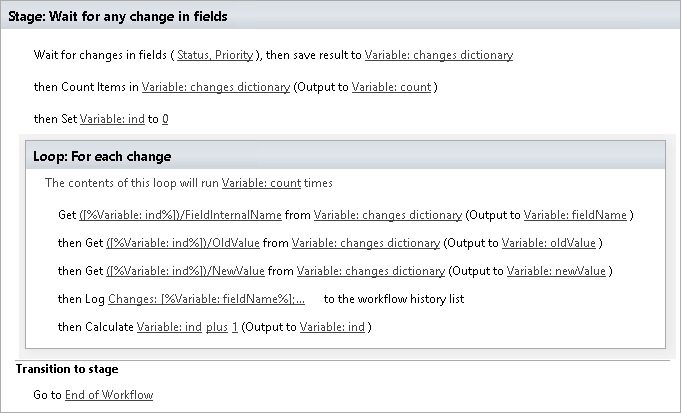 Stage: Wait for any change in fields
Wait for changes in fields ( Status, Priority ), then save result to Variable: changes dictionary
then Count Items in Variable: changes dictionary (Output to Variable: count )
then Set Variable: ind to 0
Loop: For each change
The contents of this loop will run Variable: count times
Get ([%Variable: ind%])/FieldInternalName from Variable: changes dictionary (Output to Variable: fieldName )
then Get ([%Variable: ind%])/OldValue from Variable: changes dictionary (Output to Variable: oldValue )
then Get ([%Variable: ind%])/NewValue from Variable: changes dictionary (Output to Variable: newValue )
then Log Changes: [%Variable: fieldName%];... to the workflow history list
then Calculate Variable: ind plus 1 (Output to Variable: ind )
Transition to stage
Go to End of Workflow